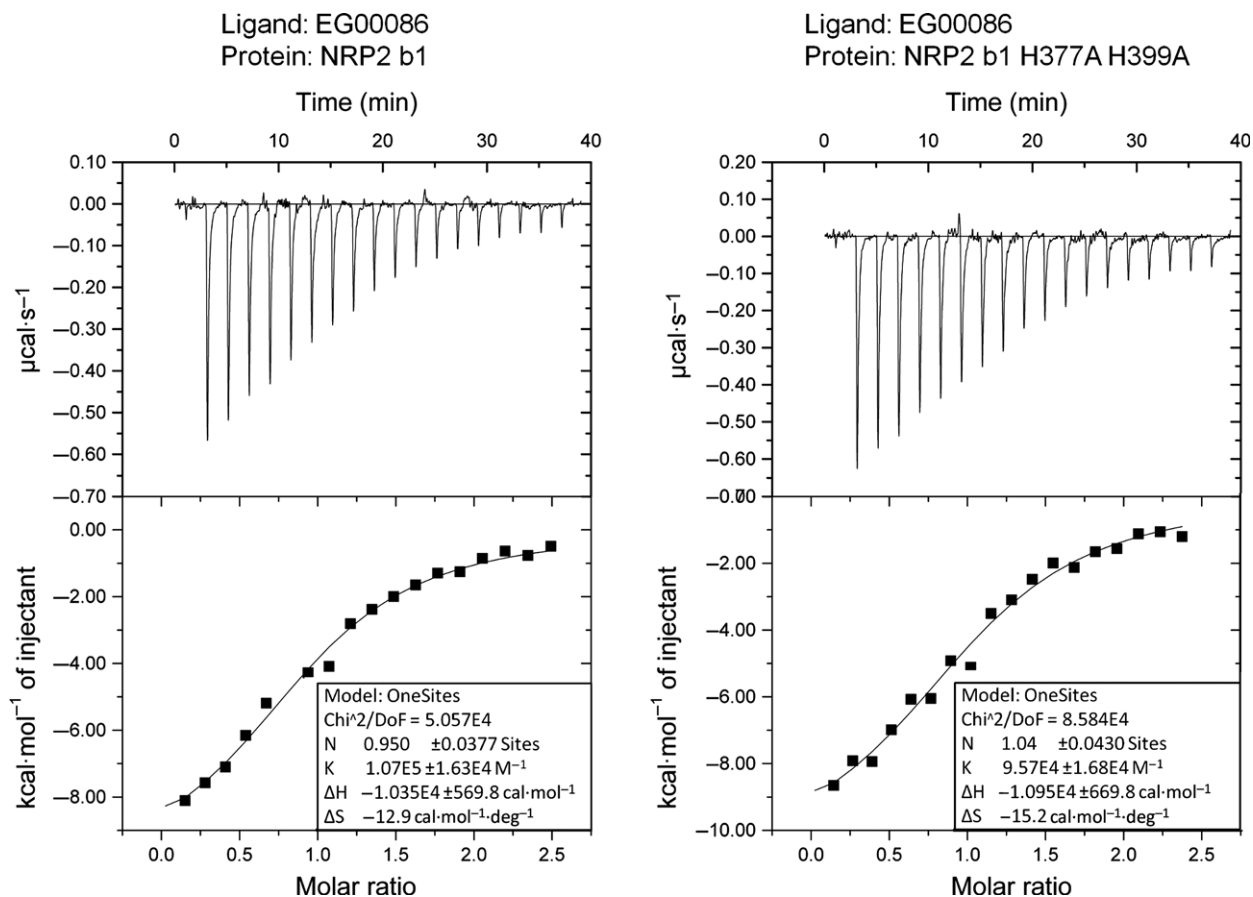 Ligand: EG00086
Protein: NRP2 b1
Time (min)
0 10 20 30 40
0.10
0.00
–0.10
–0.20
–0.30
–0.40
–0.50
–0.60
–0.70
µcal·s⁻¹
0.00
–2.00
–4.00
–6.00
–8.00
kcal·mol⁻¹ of injectant
Model: OneSites
Chi^2/DoF = 5.057E4
N 0.950 ±0.0377 Sites
K 1.07E5 ±1.63E4 M⁻¹
ΔH –1.035E4 ±569.8 cal·mol⁻¹
ΔS –12.9 cal·mol⁻¹·deg⁻¹
0.0 0.5 1.0 1.5 2.0 2.5
Molar ratio
Ligand: EG00086
Protein: NRP2 b1 H377A H399A
Time (min)
0 10 20 30 40
0.20
0.10
0.00
–0.10
–0.20
–0.30
–0.40
–0.50
–0.60
–0.00
µcal·s⁻¹
–2.00
–4.00
–6.00
–8.00
–10.00
kcal·mol⁻¹ of injectant
Model: OneSites
Chi^2/DoF = 8.584E4
N 1.04 ±0.0430 Sites
K 9.57E4 ±1.68E4 M⁻¹
ΔH –1.095E4 ±669.8 cal·mol⁻¹
ΔS –15.2 cal·mol⁻¹·deg⁻¹
0.0 0.5 1.0 1.5 2.0 2.5
Molar ratio